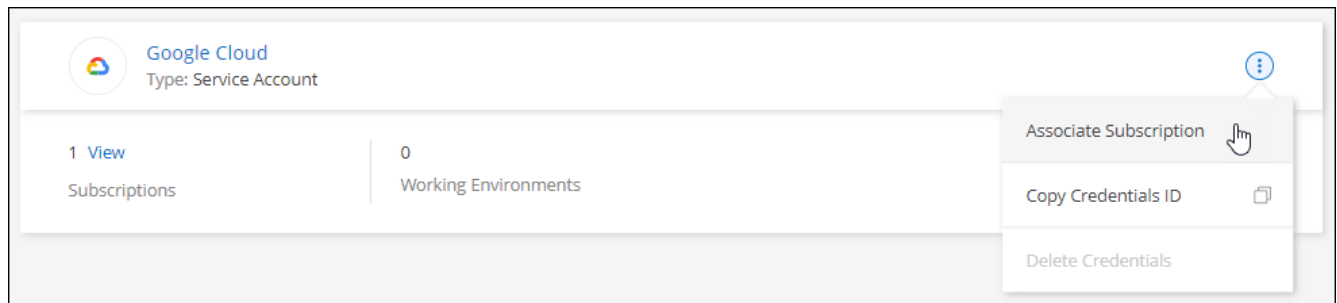 Google Cloud
Type: Service Account
1 View
Subscriptions
0
Working Environments
Associate Subscription
Copy Credentials ID
Delete Credentials